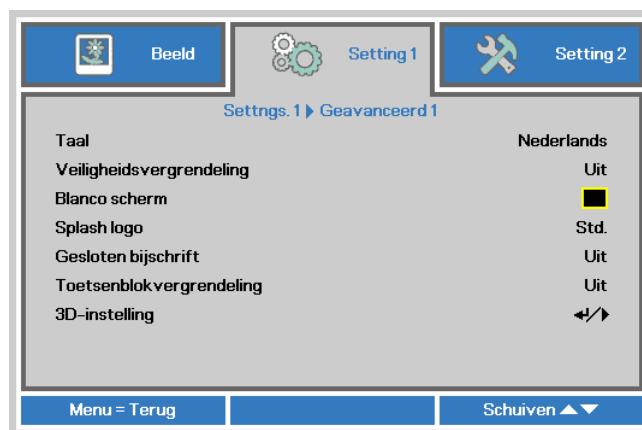 Beeld
Setting 1
Setting 2
Settngs. 1 ▶ Geavanceerd 1
Taal Nederlands
Veiligheidsvergrendeling Uit
Blanco scherm
Splash logo Std.
Gesloten bijschrift Uit
Toetsenblokvergrendeling Uit
3D-instelling ↵/▶
Menu = Terug
Schuiven ▲▼